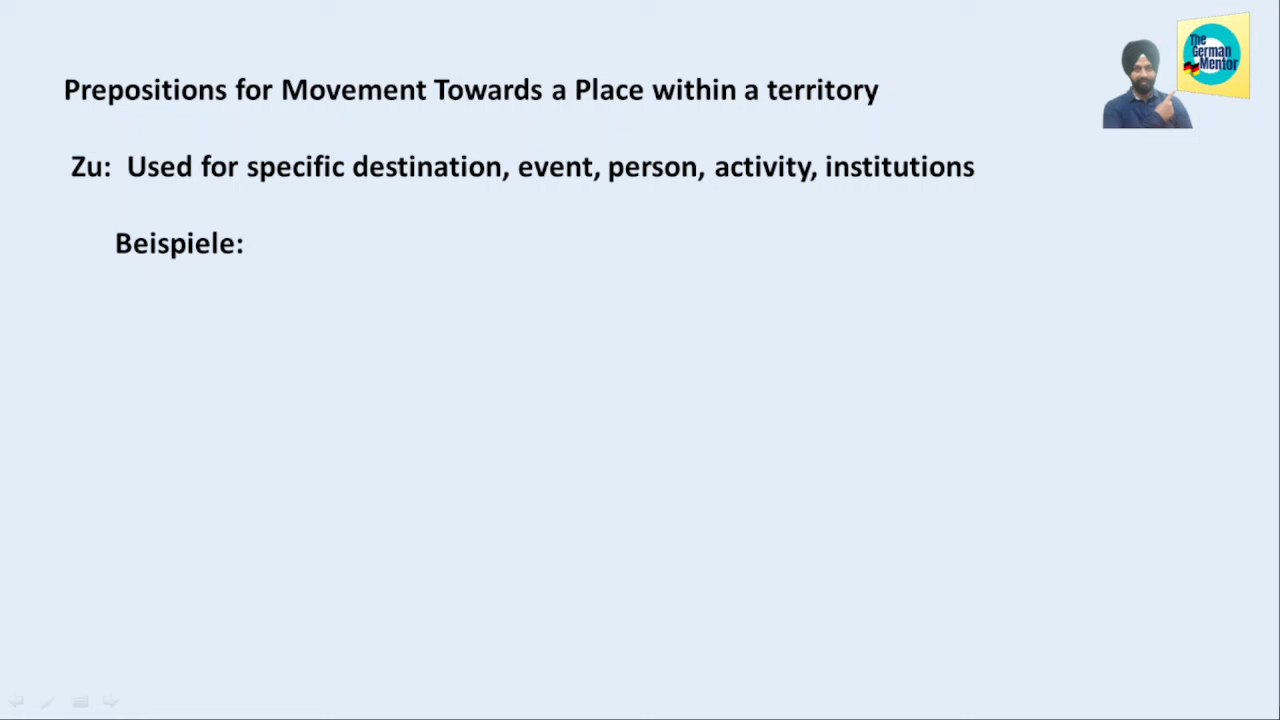 The
German
Mentor
Prepositions for Movement Towards a Place within a territory
Zu: Used for specific destination, event, person, activity, institutions
Beispiele: